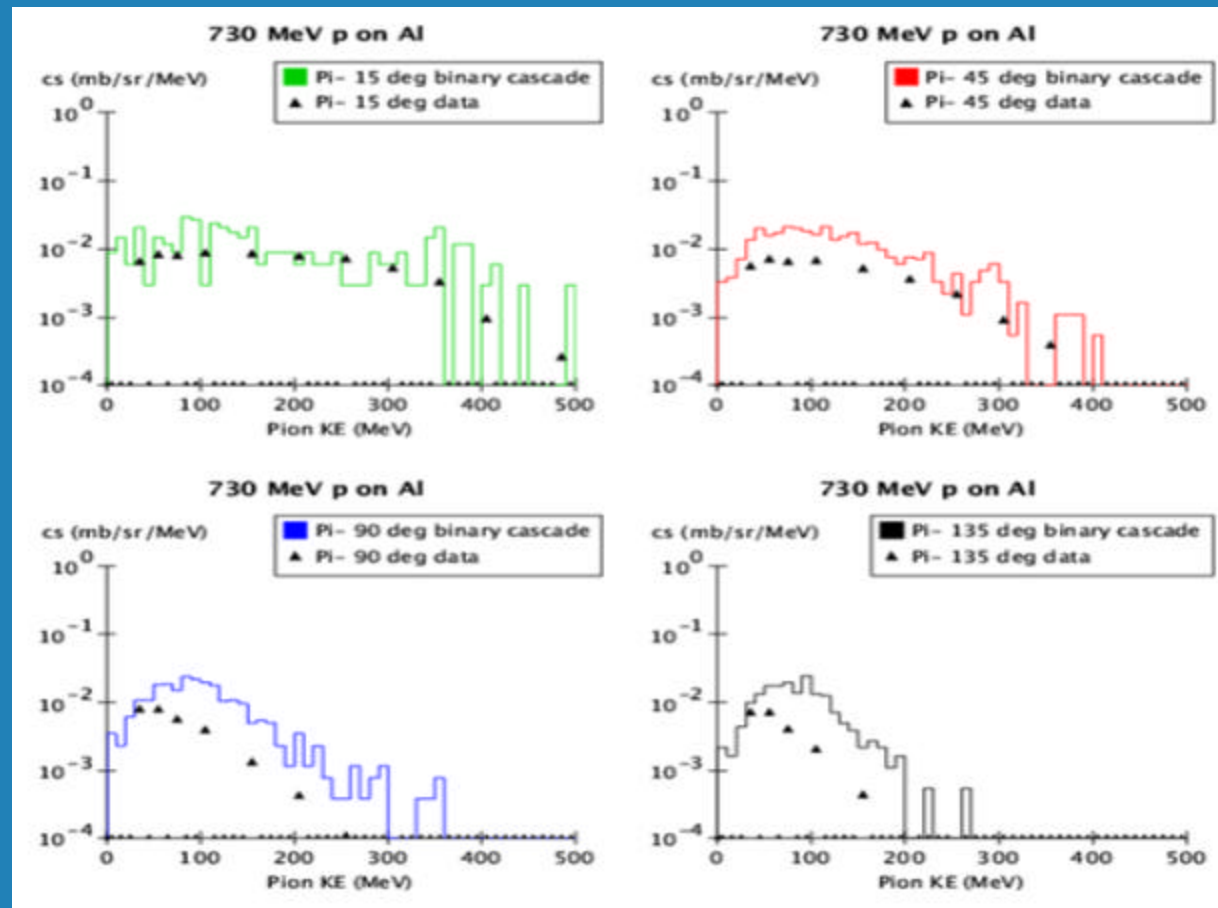 730 MeV p on Al
cs (mb/sr/MeV)
Pi- 15 deg binary cascade
Pi- 15 deg data
10^0
10^-1
10^-2
10^-3
10^-4
0 100 200 300 400 500
Pion KE (MeV)
730 MeV p on Al
cs (mb/sr/MeV)
Pi- 45 deg binary cascade
Pi- 45 deg data
10^0
10^-1
10^-2
10^-3
10^-4
0 100 200 300 400 500
Pion KE (MeV)
730 MeV p on Al
cs (mb/sr/MeV)
Pi- 90 deg binary cascade
Pi- 90 deg data
10^0
10^-1
10^-2
10^-3
10^-4
0 100 200 300 400 500
Pion KE (MeV)
730 MeV p on Al
cs (mb/sr/MeV)
Pi- 135 deg binary cascade
Pi- 135 deg data
10^0
10^-1
10^-2
10^-3
10^-4
0 100 200 300 400 500
Pion KE (MeV)